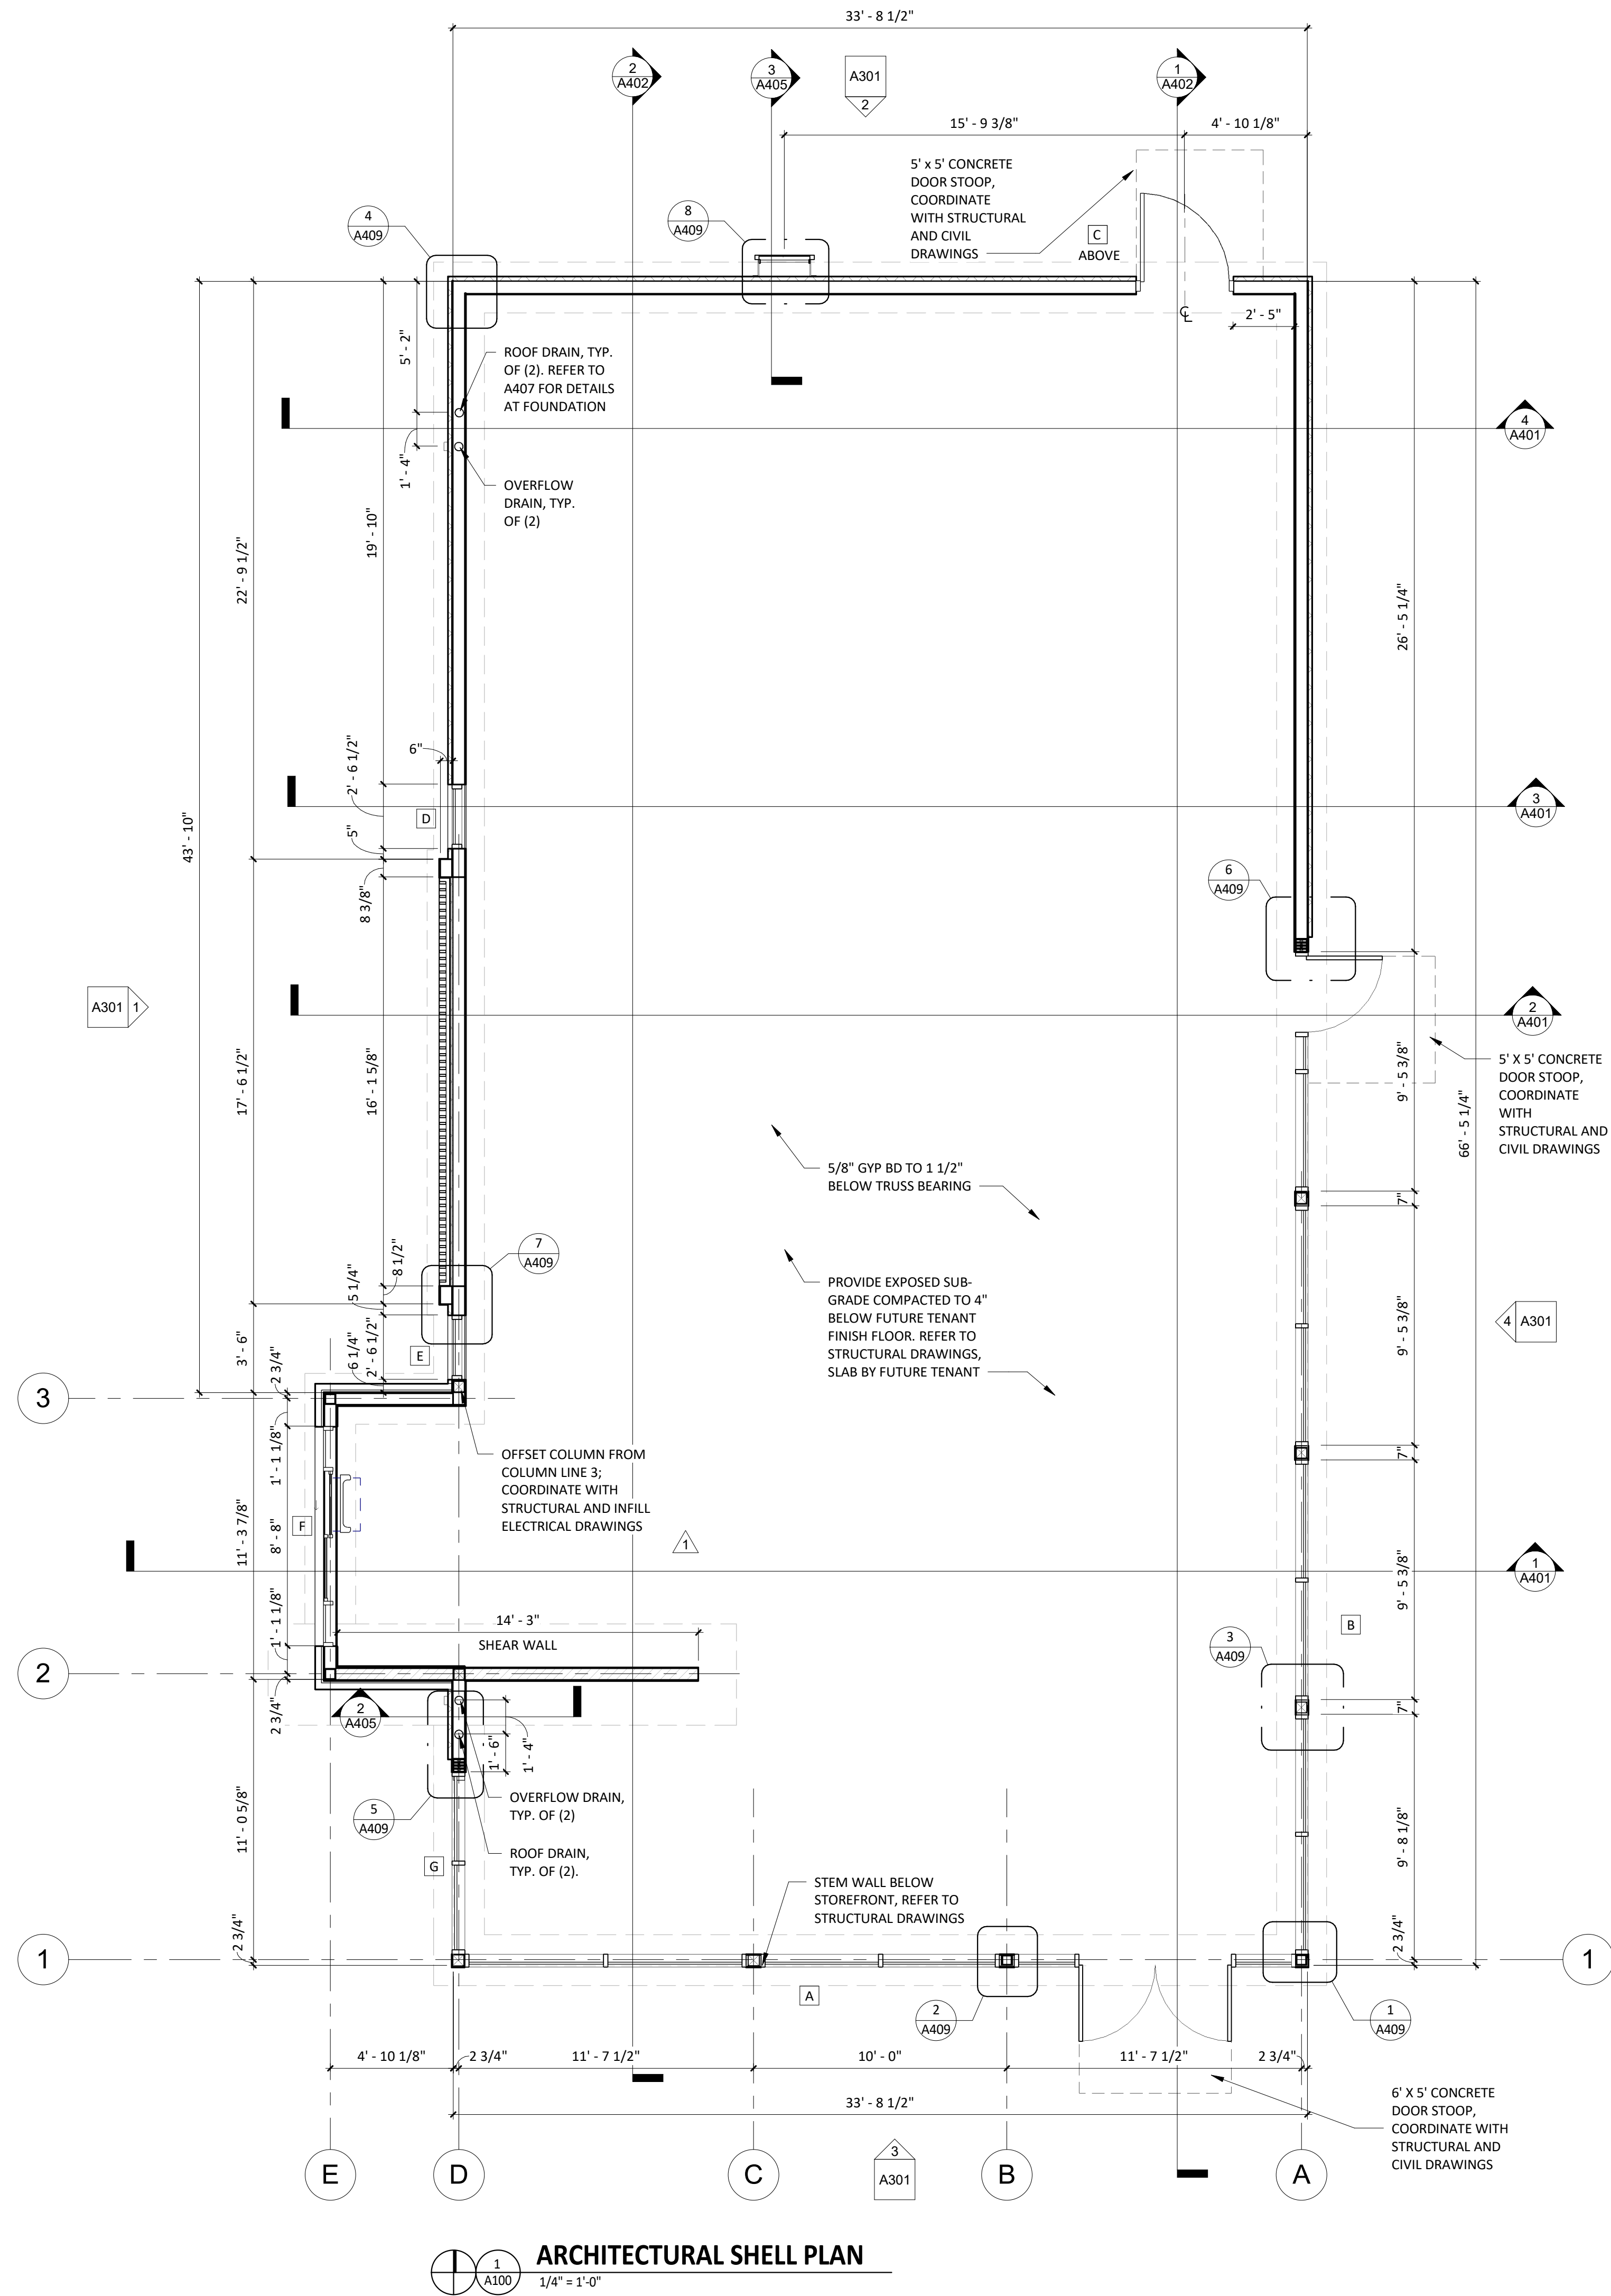 33' - 8 1/2"
2
A402
3
A405
A301
2
1
A402
15' - 9 3/8"
4' - 10 1/8"
5' x 5' CONCRETE
DOOR STOOP,
COORDINATE
WITH STRUCTURAL
AND CIVIL
DRAWINGS
C
ABOVE
4
A409
8
A409
CL
2' - 5"
5' - 2"
ROOF DRAIN, TYP.
OF (2). REFER TO
A407 FOR DETAILS
AT FOUNDATION
4
A401
1' - 4"
OVERFLOW
DRAIN, TYP.
OF (2)
19' - 10"
22' - 9 1/2"
26' - 5 1/4"
6"
2' - 6 1/2"
D
5"
43' - 10"
8 3/8"
3
A401
6
A409
A301
1
2
A401
17' - 6 1/2"
16' - 1 5/8"
9' - 5 3/8"
5' X 5' CONCRETE
DOOR STOOP,
COORDINATE
WITH
STRUCTURAL AND
CIVIL DRAWINGS
66' - 5 1/4"
5/8" GYP BD TO 1 1/2"
BELOW TRUSS BEARING
7"
7
A409
8 1/2"
5 1/4"
PROVIDE EXPOSED SUB-
GRADE COMPACTED TO 4"
BELOW FUTURE TENANT
FINISH FLOOR. REFER TO
STRUCTURAL DRAWINGS,
SLAB BY FUTURE TENANT
9' - 5 3/8"
4
A301
3' - 6"
2 3/4"
6 1/4"
2' - 6 1/2"
E
3
1' - 1 1/8"
OFFSET COLUMN FROM
COLUMN LINE 3;
COORDINATE WITH
STRUCTURAL AND INFILL
ELECTRICAL DRAWINGS
7"
F
11' - 3 7/8"
8' - 8"
1
9' - 5 3/8"
1
A401
1' - 1 1/8"
14' - 3"
SHEAR WALL
B
3
A409
2
2 3/4"
2
A405
7"
1' - 6"
1' - 4"
5
A409
OVERFLOW DRAIN,
TYP. OF (2)
11' - 0 5/8"
G
ROOF DRAIN,
TYP. OF (2).
9' - 8 1/8"
STEM WALL BELOW
STOREFRONT, REFER TO
STRUCTURAL DRAWINGS
2 3/4"
2 3/4"
1
1
A
2
A409
1
A409
4' - 10 1/8"
2 3/4"
11' - 7 1/2"
10' - 0"
11' - 7 1/2"
2 3/4"
33' - 8 1/2"
6' X 5' CONCRETE
DOOR STOOP,
COORDINATE WITH
STRUCTURAL AND
CIVIL DRAWINGS
3
A301
E
D
C
B
A
1
A100
ARCHITECTURAL SHELL PLAN
1/4" = 1'-0"